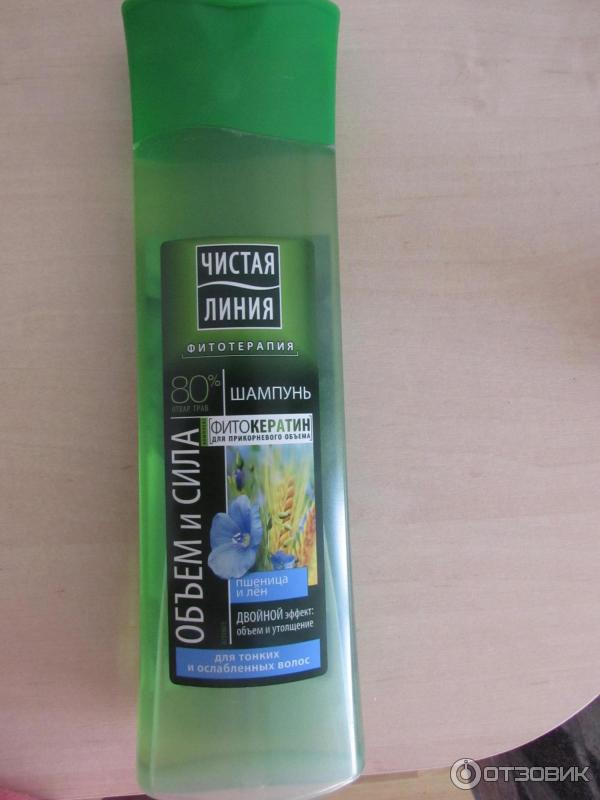 ЧИСТАЯ
ЛИНИЯ
ФИТОТЕРАПИЯ
80%
ОТВАР ТРАВ
ШАМПУНЬ
ФИТОКЕРАТИН
ДЛЯ ПРИКОРНЕВОГО ОБЪЕМА
ОБЪЕМ и СИЛА
пшеница
и лён
ДВОЙНОЙ эффект:
объем и утолщение
для тонких
и ослабленных волос
ОТЗОВИК